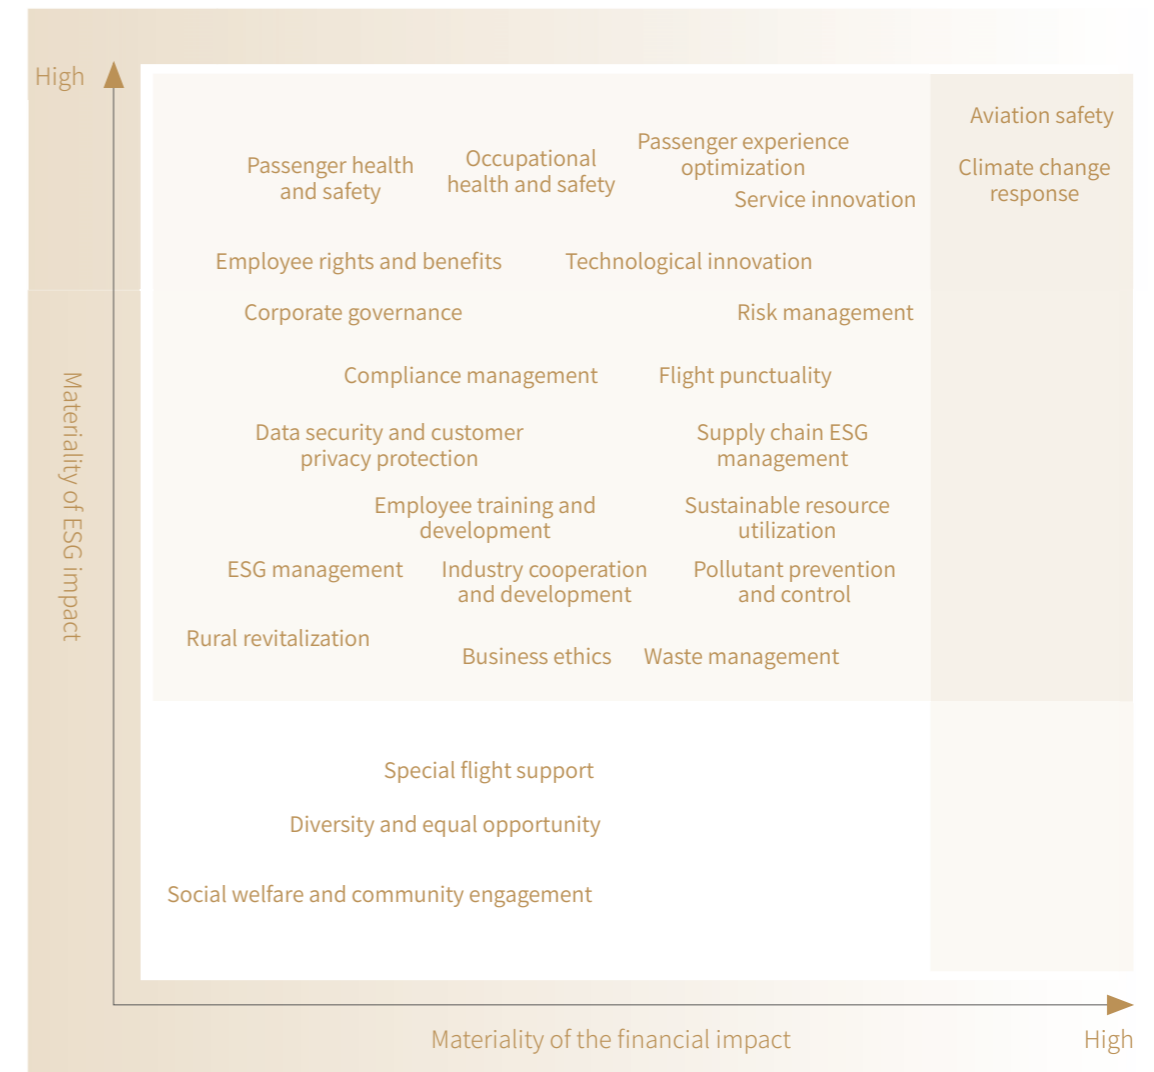 High
Aviation safety
Passenger experience
optimization
Occupational
health and safety
Passenger health
and safety
Climate change
response
Service innovation
Employee rights and benefits
Technological innovation
Corporate governance
Risk management
Compliance management
Flight punctuality
Data security and customer
privacy protection
Supply chain ESG
management
Employee training and
development
Sustainable resource
utilization
ESG management
Industry cooperation
and development
Pollutant prevention
and control
Rural revitalization
Business ethics
Waste management
Special flight support
Diversity and equal opportunity
Social welfare and community engagement
Materiality of ESG impact
Materiality of the financial impact
High